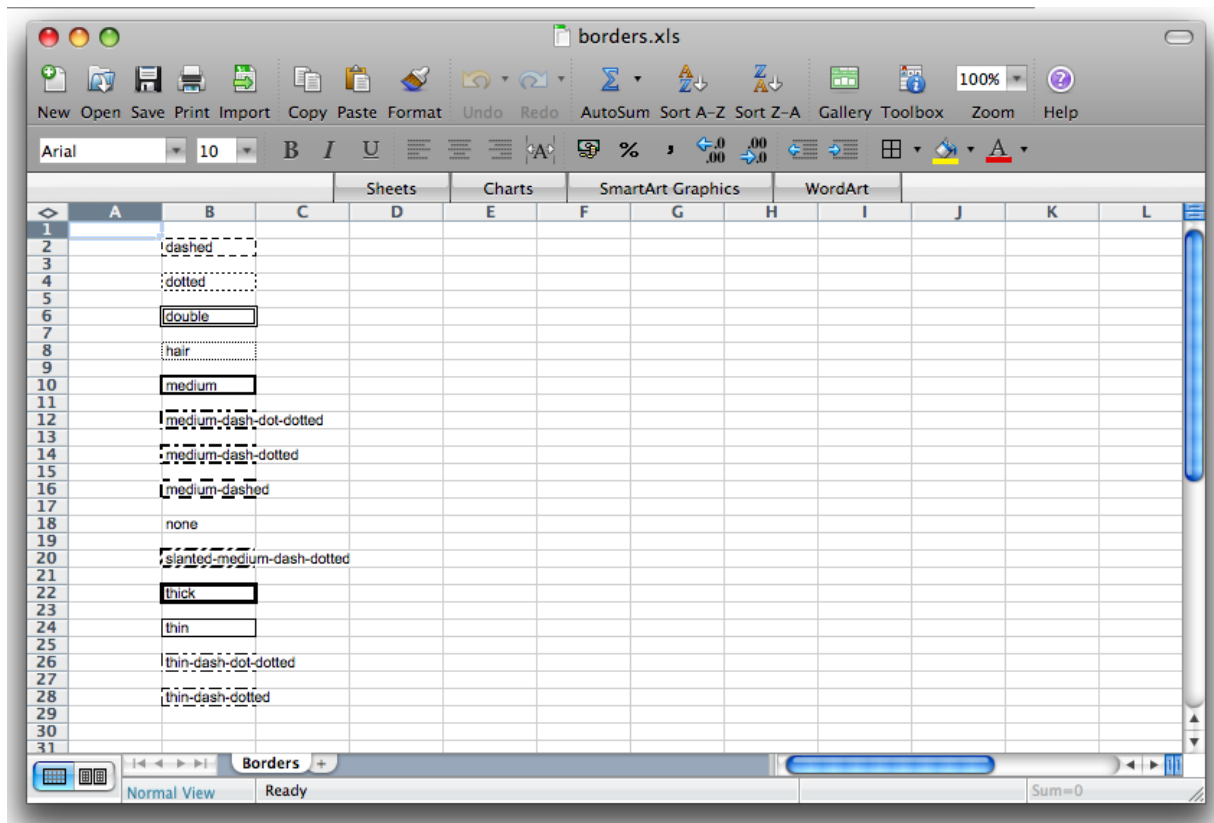 borders.xls
New Open Save Print Import Copy Paste Format Undo Redo AutoSum Sort A-Z Sort Z-A Gallery Toolbox 100% Zoom Help
Arial 10 B I U A % , .0 .00 .00 .0 A
Sheets Charts SmartArt Graphics WordArt
A B C D E F G H I J K L
1
2 dashed
3
4 dotted
5
6 double
7
8 hair
9
10 medium
11
12 medium-dash-dot-dotted
13
14 medium-dash-dotted
15
16 medium-dashed
17
18 none
19
20 slanted-medium-dash-dotted
21
22 thick
23
24 thin
25
26 thin-dash-dot-dotted
27
28 thin-dash-dotted
29
30
31
Borders +
Normal View Ready Sum=0